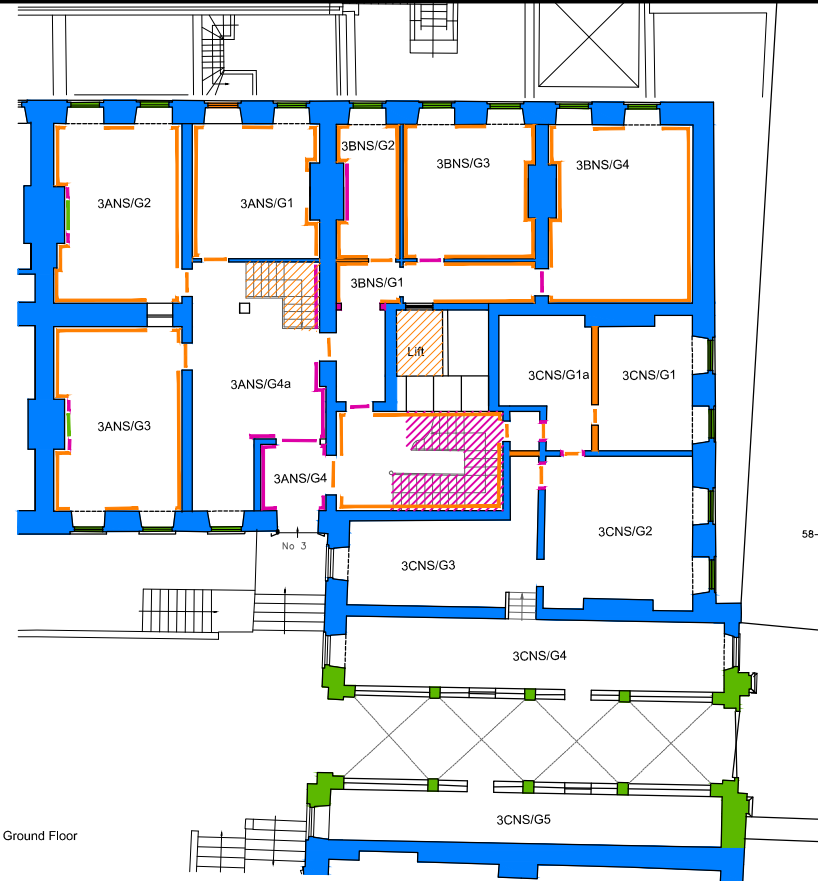 3BNS/G2
3BNS/G3
3BNS/G4
3ANS/G2
3ANS/G1
3BNS/G1
Lift
3CNS/G1a
3CNS/G1
3ANS/G4a
3ANS/G3
3ANS/G4
3CNS/G2
58-
No 3
3CNS/G3
3CNS/G4
3CNS/G5
Ground Floor